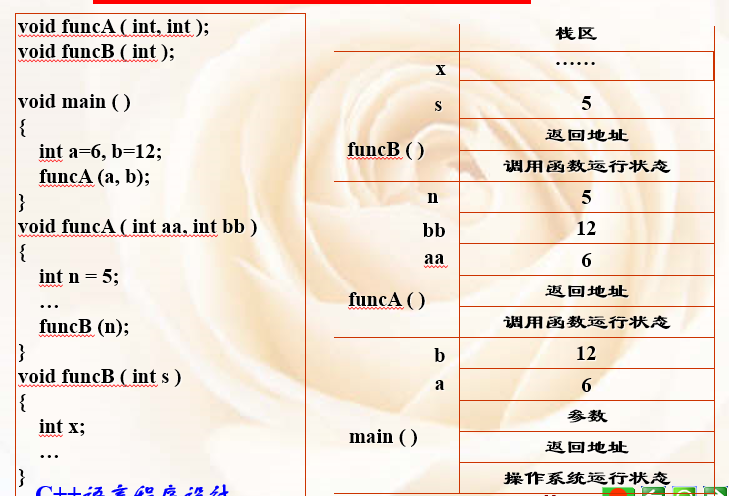 void funcA ( int, int );
void funcB ( int );
void main ( )
{
int a=6, b=12;
funcA (a, b);
}
void funcA ( int aa, int bb )
{
int n = 5;
…
funcB (n);
}
void funcB ( int s )
{
int x;
…
}
C++语言程序设计
栈区
x ……
s 5
返回地址
funcB ( )
调用函数运行状态
n 5
bb 12
aa 6
返回地址
funcA ( )
调用函数运行状态
b 12
a 6
参数
main ( )
返回地址
操作系统运行状态